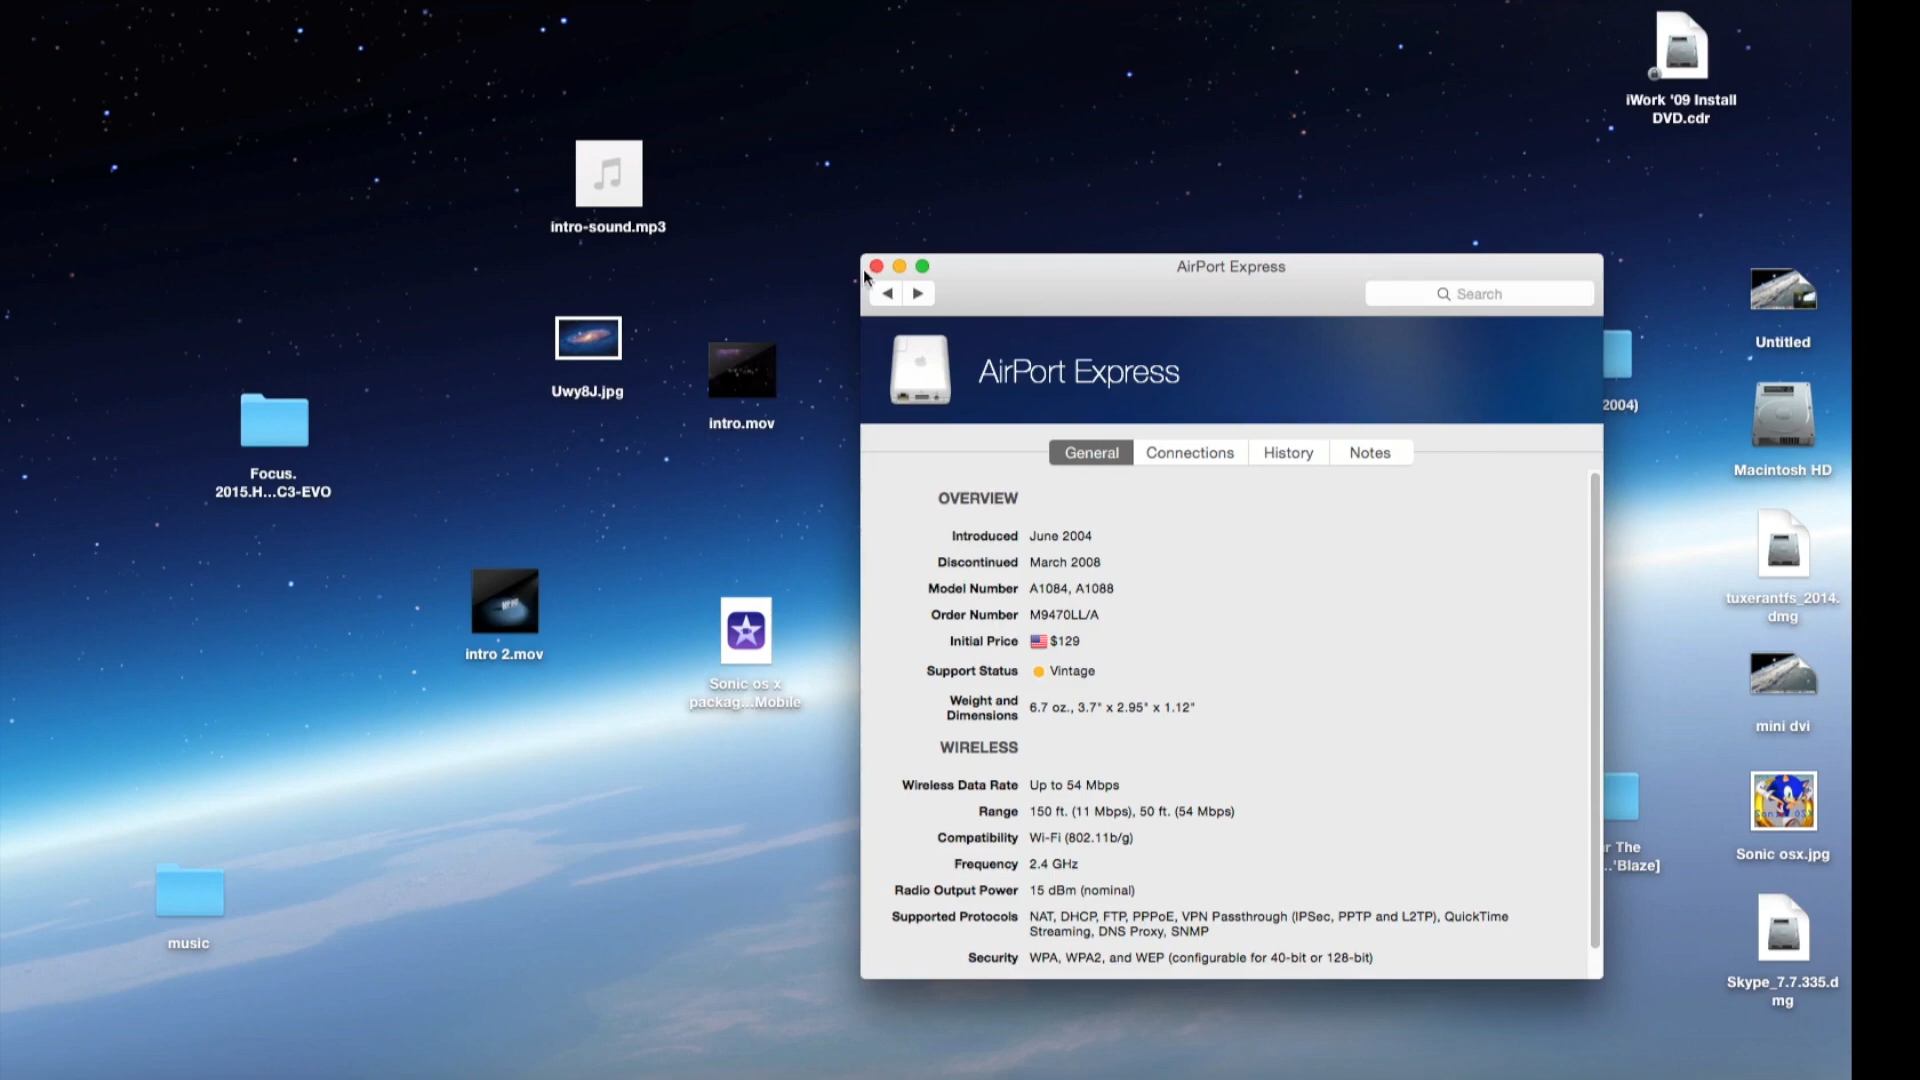 iWork '09 Install
DVD.cdr
intro-sound.mp3
Uwy8J.jpg
intro.mov
Focus.
2015.H...C3-EVO
intro 2.mov
Sonic os x
packag...Mobile
music
AirPort Express
Search
AirPort Express
General
Connections
History
Notes
OVERVIEW
Introduced June 2004
Discontinued March 2008
Model Number A1084, A1088
Order Number M9470LL/A
Initial Price $129
Support Status Vintage
Weight and
Dimensions 6.7 oz., 3.7" x 2.95" x 1.12"
WIRELESS
Wireless Data Rate Up to 54 Mbps
Range 150 ft. (11 Mbps), 50 ft. (54 Mbps)
Compatibility Wi-Fi (802.11b/g)
Frequency 2.4 GHz
Radio Output Power 15 dBm (nominal)
Supported Protocols NAT, DHCP, FTP, PPPoE, VPN Passthrough (IPSec, PPTP and L2TP), QuickTime
Streaming, DNS Proxy, SNMP
Security WPA, WPA2, and WEP (configurable for 40-bit or 128-bit)
2004)
r The
...'Blaze]
Untitled
Macintosh HD
tuxerantfs_2014.
dmg
mini dvi
Sonic osx.jpg
Skype_7.7.335.d
mg